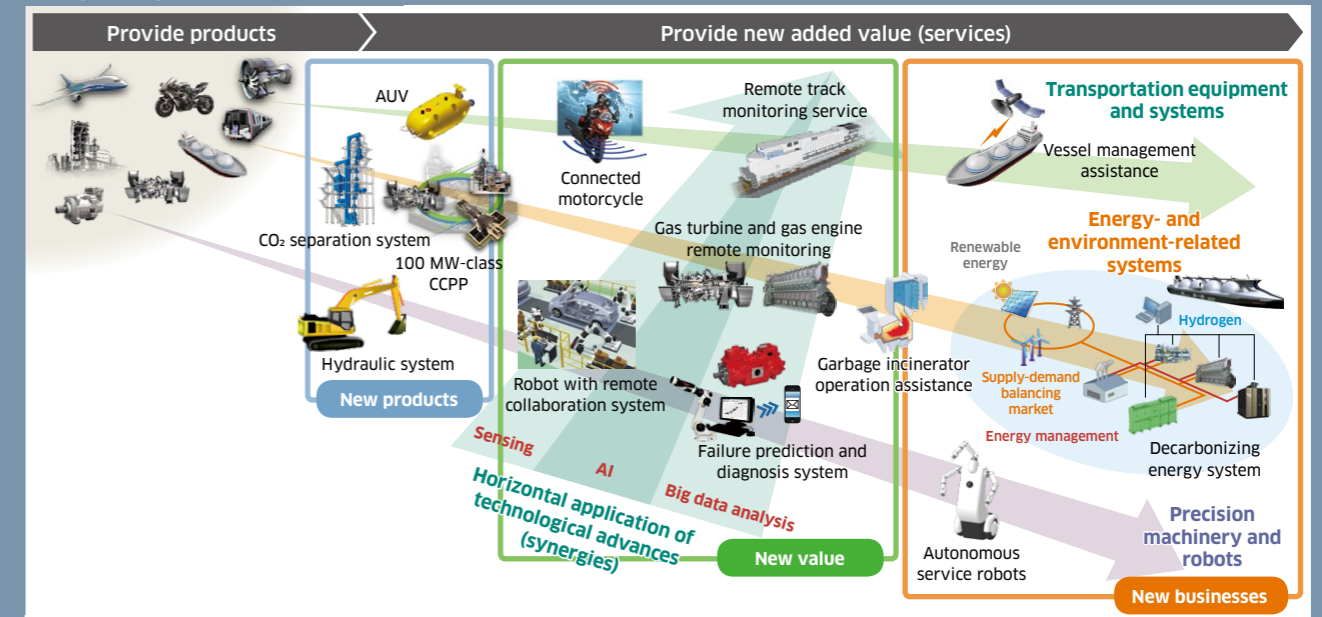 Provide products
Provide new added value (services)
AUV
CO₂ separation system
100 MW-class
CCPP
Hydraulic system
New products
Connected
motorcycle
Remote track
monitoring service
Gas turbine and gas engine
remote monitoring
Robot with remote
collaboration system
Failure prediction and
diagnosis system
Garbage incinerator
operation assistance
Sensing
AI
Big data analysis
Horizontal application of
technological advances
(synergies)
New value
Transportation equipment
and systems
Vessel management
assistance
Energy- and
environment-related
systems
Renewable
energy
Hydrogen
Supply-demand
balancing
market
Energy management
Decarbonizing
energy system
Autonomous
service robots
Precision
machinery and
robots
New businesses